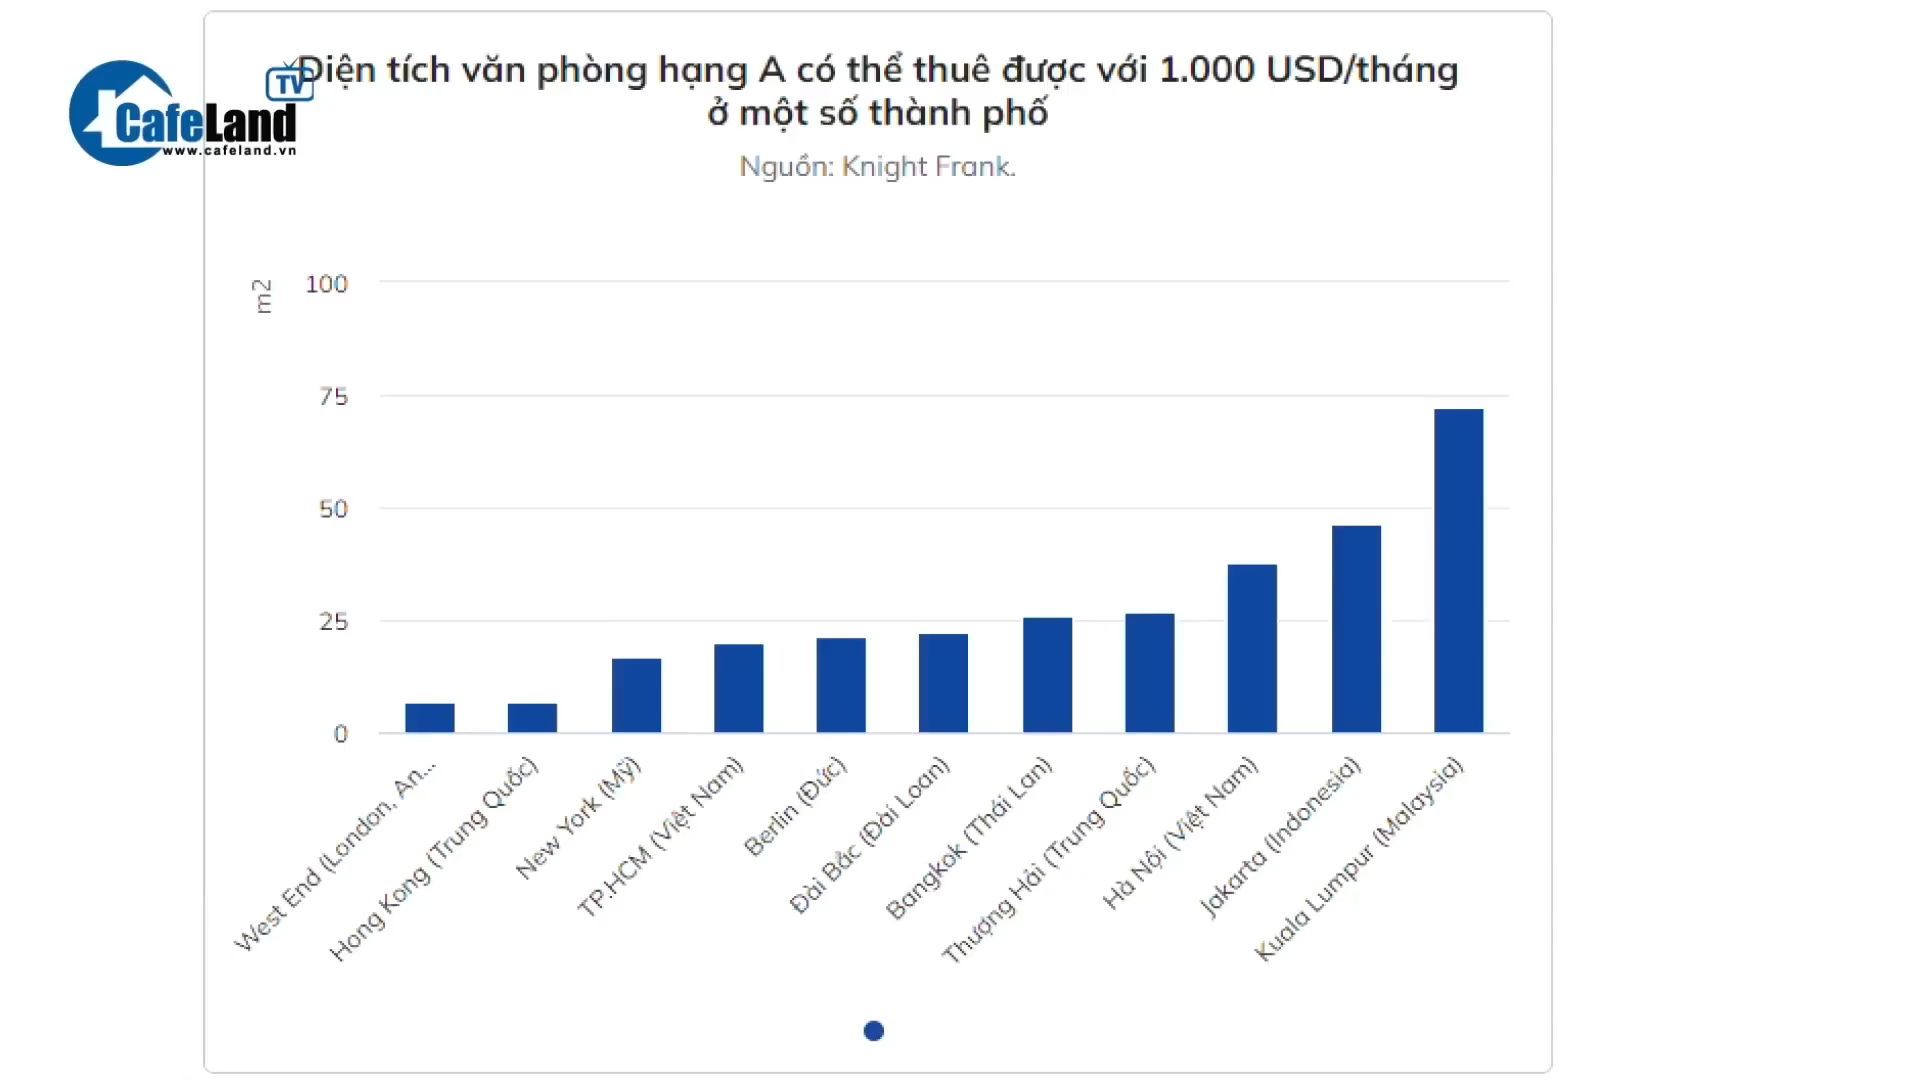 CafeLand
TV
www.cafeland.vn
Diện tích văn phòng hạng A có thể thuê được với 1.000 USD/tháng
ở một số thành phố
Nguồn: Knight Frank.
m2
100
75
50
25
0
West End (London, An...
Hong Kong (Trung Quốc)
New York (Mỹ)
TP.HCM (Việt Nam)
Berlin (Đức)
Đài Bắc (Đài Loan)
Bangkok (Thái Lan)
Thượng Hải (Trung Quốc)
Hà Nội (Việt Nam)
Jakarta (Indonesia)
Kuala Lumpur (Malaysia)